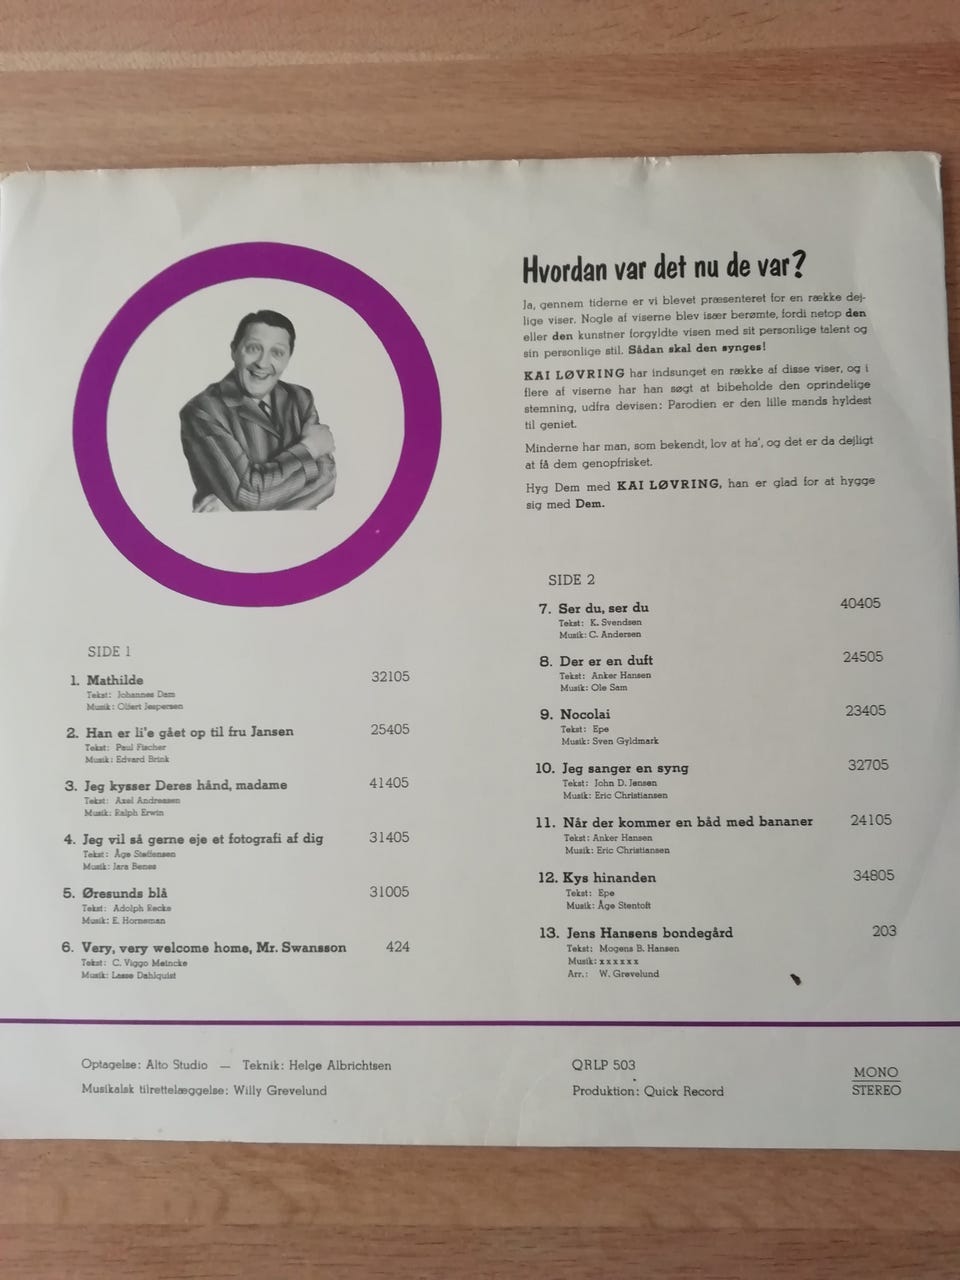 Hvordan var det nu de var?
Ja, gennem tiderne er vi blevet præsenteret for en række dej-
lige viser. Nogle af viserne blev især berømte, fordi netop den
eller den kunstner forgyldte visen med sit personlige talent og
sin personlige stil. Sådan skal den synges!
KAI LØVRING har indsunget en række af disse viser, og i
flere af viserne har han søgt at bibeholde den oprindelige
stemning, udfra devisen: Parodien er den lille mands hyldest
til geniet.
Minderne har man, som bekendt, lov at ha', og det er da dejligt
at få dem genopfrisket.
Hyg Dem med KAI LØVRING, han er glad for at hygge
sig med Dem.
SIDE 1
1. Mathilde 32105
Tekst: Johannes Dam
Musik: Olfert Jespersen
2. Han er li'e gået op til fru Jansen 25405
Tekst: Paul Fischer
Musik: Edvard Brink
3. Jeg kysser Deres hånd, madame 41405
Tekst: Axel Andreasen
Musik: Ralph Erwin
4. Jeg vil så gerne eje et fotografi af dig 31405
Tekst: Åge Steffensen
Musik: Jara Benes
5. Øresunds blå 31005
Tekst: Adolph Recke
Musik: E. Horneman
6. Very, very welcome home, Mr. Swansson 424
Tekst: C. Viggo Meincke
Musik: Lasse Dahlquist
SIDE 2
7. Ser du, ser du 40405
Tekst: K. Svendsen
Musik: C. Andersen
8. Der er en duft 24505
Tekst: Anker Hansen
Musik: Ole Sam
9. Nocolai 23405
Tekst: Epe
Musik: Sven Gyldmark
10. Jeg sanger en syng 32705
Tekst: John D. Jensen
Musik: Eric Christiansen
11. Når der kommer en båd med bananer 24105
Tekst: Anker Hansen
Musik: Eric Christiansen
12. Kys hinanden 34805
Tekst: Epe
Musik: Åge Stentoft
13. Jens Hansens bondegård 203
Tekst: Mogens B. Hansen
Musik: xxxxxx
Arr.: W. Grevelund
Optagelse: Alto Studio — Teknik: Helge Albrichtsen
Musikalsk tilrettelæggelse: Willy Grevelund
QRLP 503
Produktion: Quick Record
MONO
STEREO